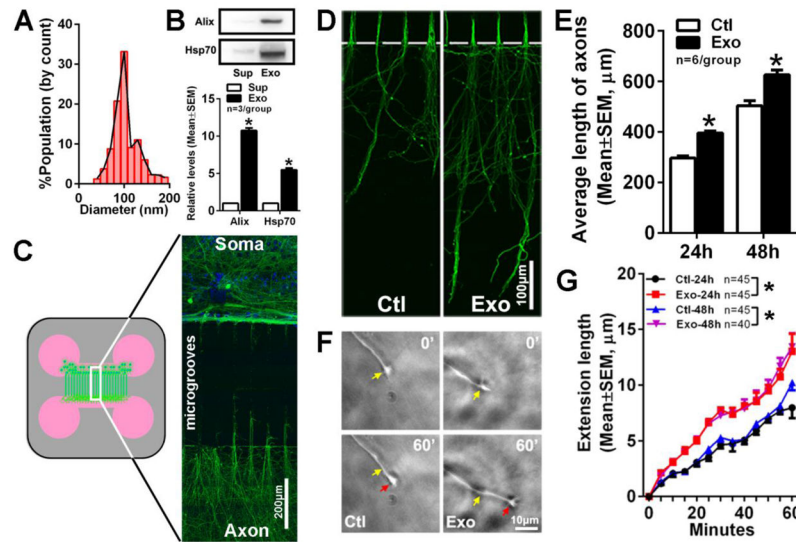 A
%Population (by count)
40
30
20
10
0
0
100
200
Diameter (nm)
B
Alix
Hsp70
Sup Exo
Sup
Exo
n=3/group
Relative levels (Mean±SEM)
15
10
5
0
*
*
Alix
Hsp70
C
Soma
microgrooves
200µm
Axon
D
Ctl
Exo
100µm
E
Average length of axons
(Mean±SEM, µm)
Ctl
Exo
n=6/group
800
600
400
200
0
*
*
24h
48h
F
0'
0'
60'
60'
Ctl
Exo
10µm
G
Extension length
(Mean±SEM, µm)
20
15
10
5
0
Ctl-24h n=45
Exo-24h n=45
*
Ctl-48h n=45
Exo-48h n=40
*
0
20
40
60
Minutes